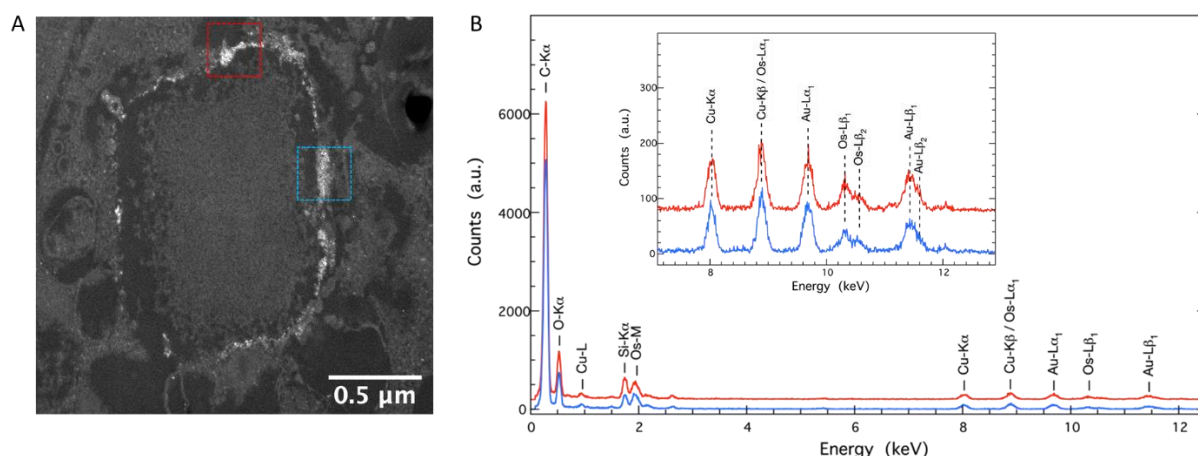 A
0.5 μm
B
Counts (a.u.)
6000
4000
2000
0
C-Kα
O-Kα
Cu-L
Si-Kα
Os-M
Cu-Kα
Cu-Kβ / Os-Lα₁
Au-Lα₁
Os-Lβ₁
Au-Lβ₁
0
2
4
6
8
10
12
Energy (keV)
Counts (a.u.)
300
200
100
0
Cu-Kα
Cu-Kβ / Os-Lα₁
Au-Lα₁
Os-Lβ₁
Os-Lβ₂
Au-Lβ₁
Au-Lβ₂
8
10
12
Energy (keV)